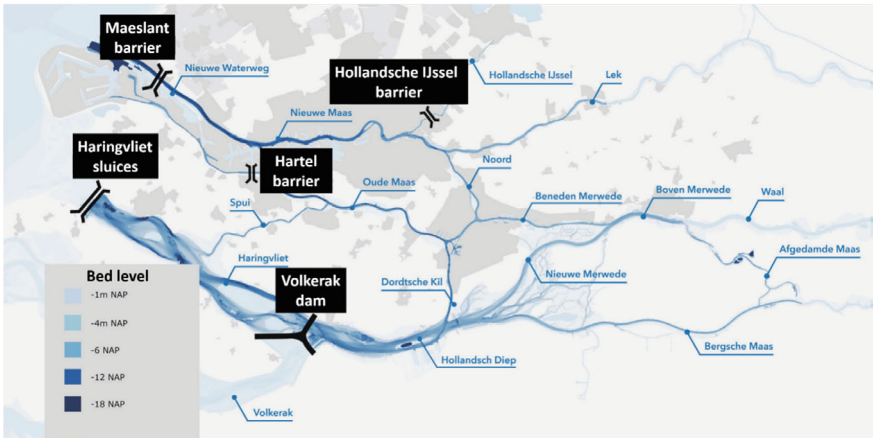 Maeslant
barrier
Nieuwe Waterweg
Hollandsche IJssel
barrier
Hollandsche IJssel
Lek
Nieuwe Maas
Haringvliet
sluices
Hartel
barrier
Noord
Oude Maas
Beneden Merwede
Boven Merwede
Waal
Spui
Afgedamde Maas
Haringvliet
Volkerak
dam
Dordtsche Kil
Nieuwe Merwede
Bergsche Maas
Hollandsch Diep
Volkerak
Bed level
-1m NAP
-4m NAP
-6 NAP
-12 NAP
-18 NAP